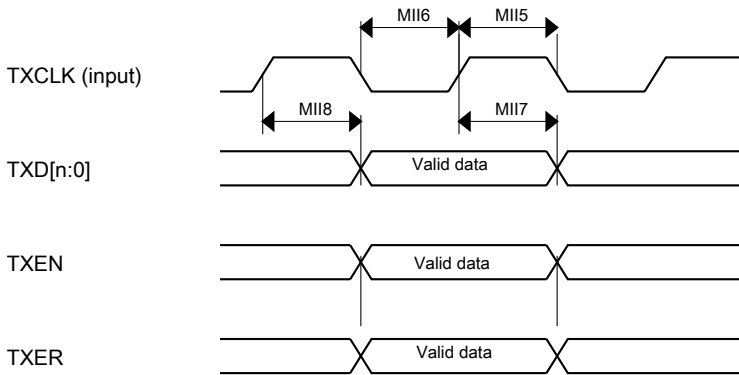 MII6 MII5
TXCLK (input)
MII8 MII7
TXD[n:0] Valid data
TXEN Valid data
TXER Valid data